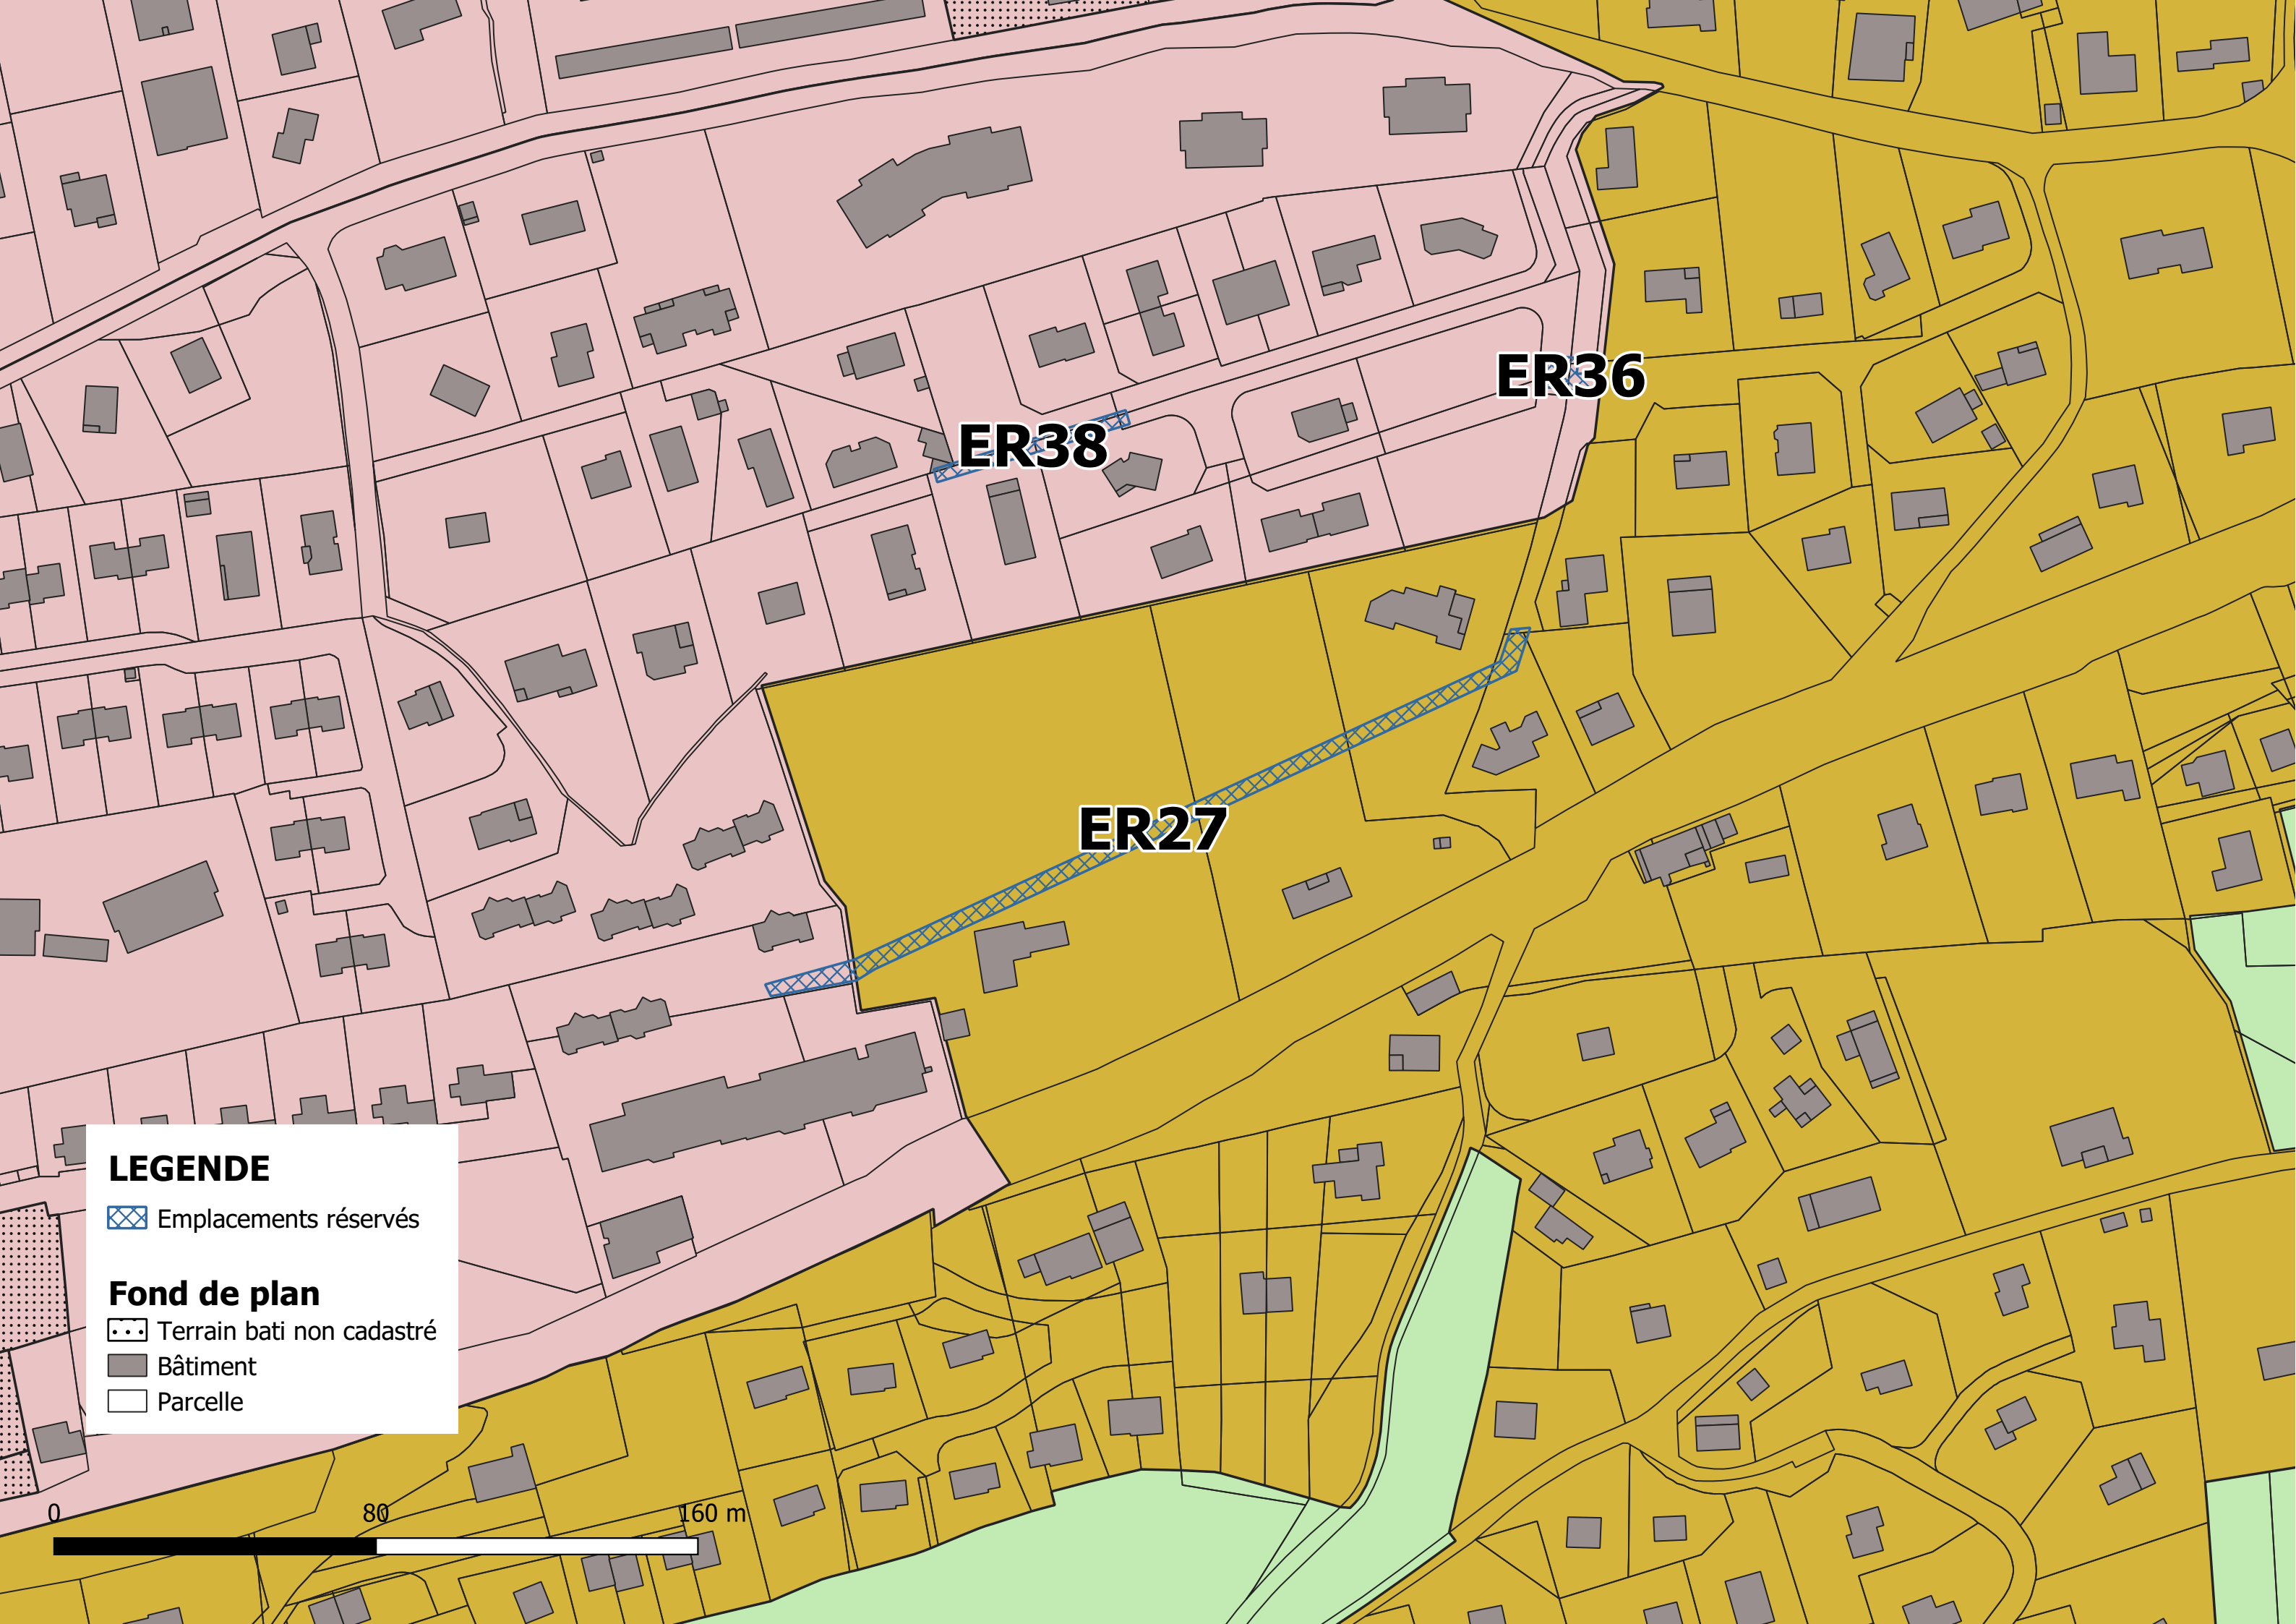 ER36
ER38
ER27
LEGENDE
Emplacements réservés
Fond de plan
Terrain bati non cadastré
Bâtiment
Parcelle
0 80 160 m